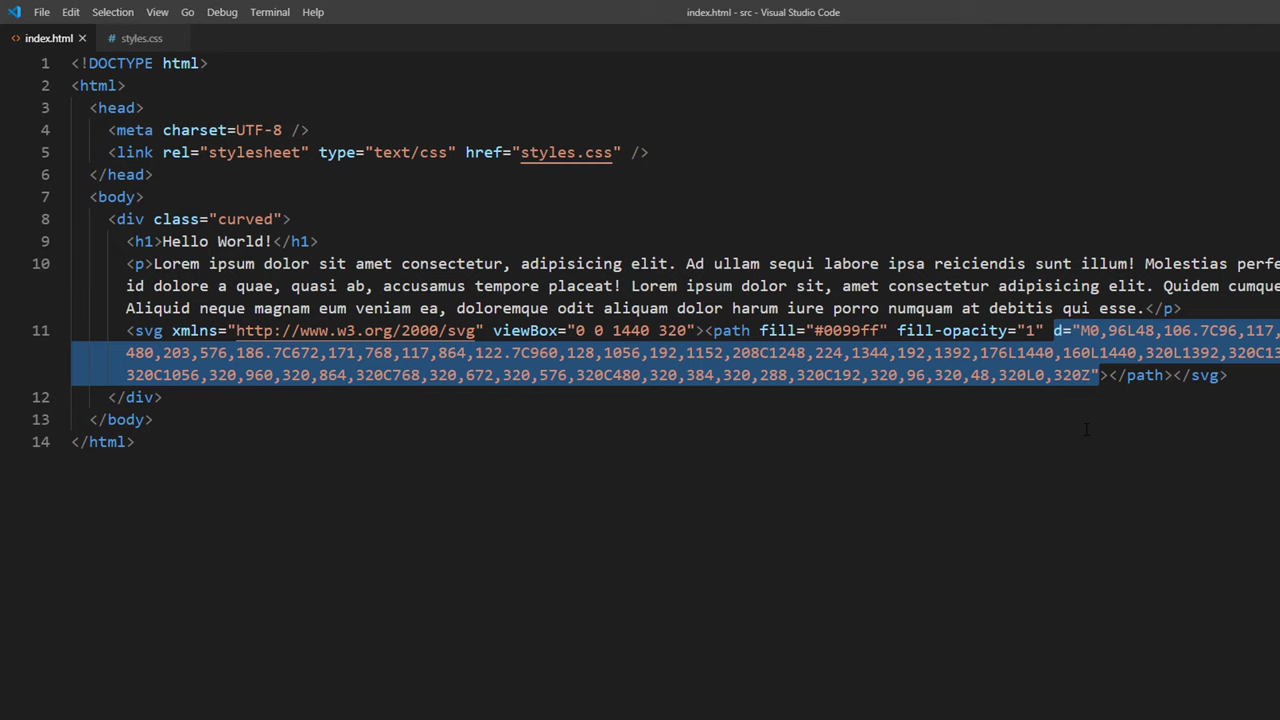 File Edit Selection View Go Debug Terminal Help index.html - src - Visual Studio Code
<> index.html × # styles.css
1 <!DOCTYPE html>
2 <html>
3 <head>
4 <meta charset=UTF-8 />
5 <link rel="stylesheet" type="text/css" href="styles.css" />
6 </head>
7 <body>
8 <div class="curved">
9 <h1>Hello World!</h1>
10 <p>Lorem ipsum dolor sit amet consectetur, adipisicing elit. Ad ullam sequi labore ipsa reiciendis sunt illum! Molestias perfe
id dolore a quae, quasi ab, accusamus tempore placeat! Lorem ipsum dolor sit, amet consectetur adipisicing elit. Quidem cumque
Aliquid neque magnam eum veniam ea, doloremque odit aliquam dolor harum iure porro numquam at debitis qui esse.</p>
11 <svg xmlns="http://www.w3.org/2000/svg" viewBox="0 0 1440 320"><path fill="#0099ff" fill-opacity="1" d="M0,96L48,106.7C96,117,
480,203,576,186.7C672,171,768,117,864,122.7C960,128,1056,192,1152,208C1248,224,1344,192,1392,176L1440,160L1440,320L1392,320C13
320C1056,320,960,320,864,320C768,320,672,320,576,320C480,320,384,320,288,320C192,320,96,320,48,320L0,320Z"></path></svg>
12 </div>
13 </body>
14 </html>